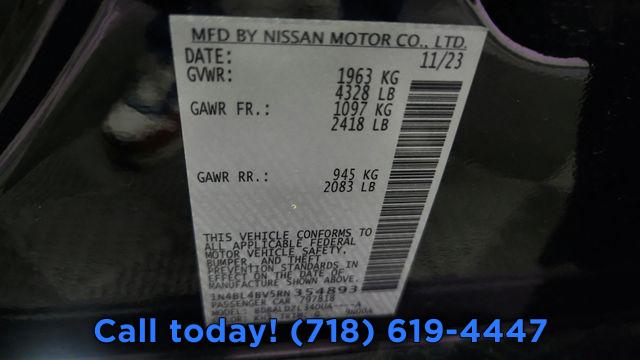 MFD BY NISSAN MOTOR CO., LTD.
DATE: 11/23
GVWR: 1963 KG
4328 LB
GAWR FR.: 1097 KG
2418 LB
GAWR RR.: 945 KG
2083 LB
THIS VEHICLE CONFORMS TO
ALL APPLICABLE FEDERAL
MOTOR VEHICLE SAFETY,
BUMPER, AND THEFT
PREVENTION STANDARDS IN
EFFECT ON THE DATE OF
MANUFACTURE SHOWN ABOVE.
1N4BL4BV5RN354893
PASSENGER CAR
MODEL:
Call today! (718) 619-4447